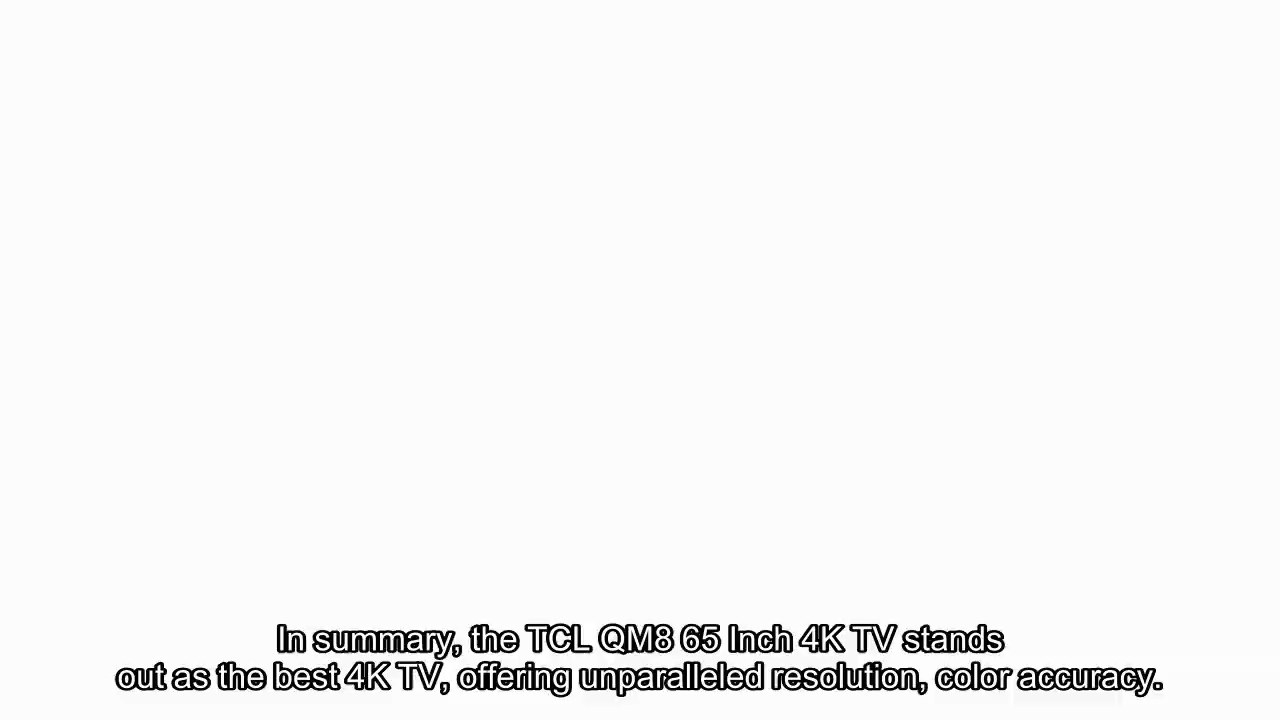 In summary, the TCL QM8 65 Inch 4K TV stands
out as the best 4K TV, offering unparalleled resolution, color accuracy.